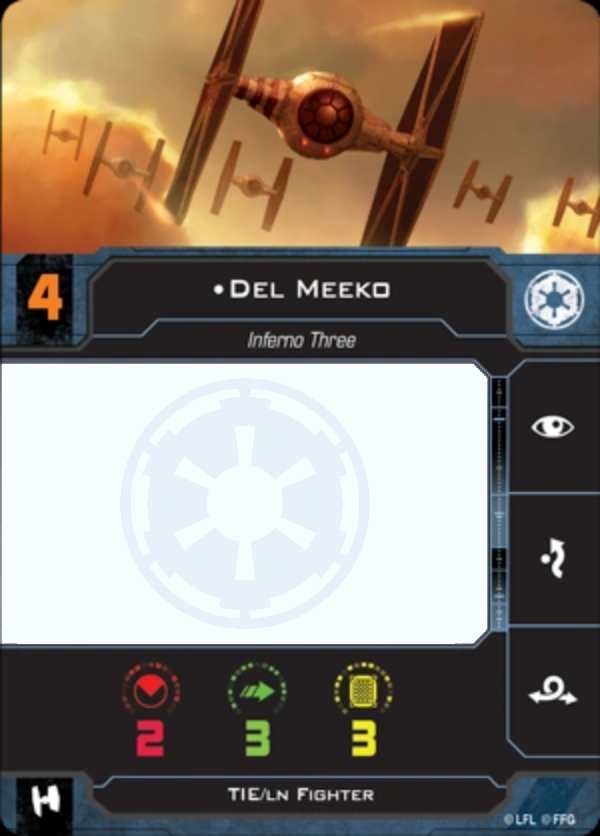 4
•Del Meeko
Inferno Three
2 3 3
TIE/ln Fighter
© LFL © FFG